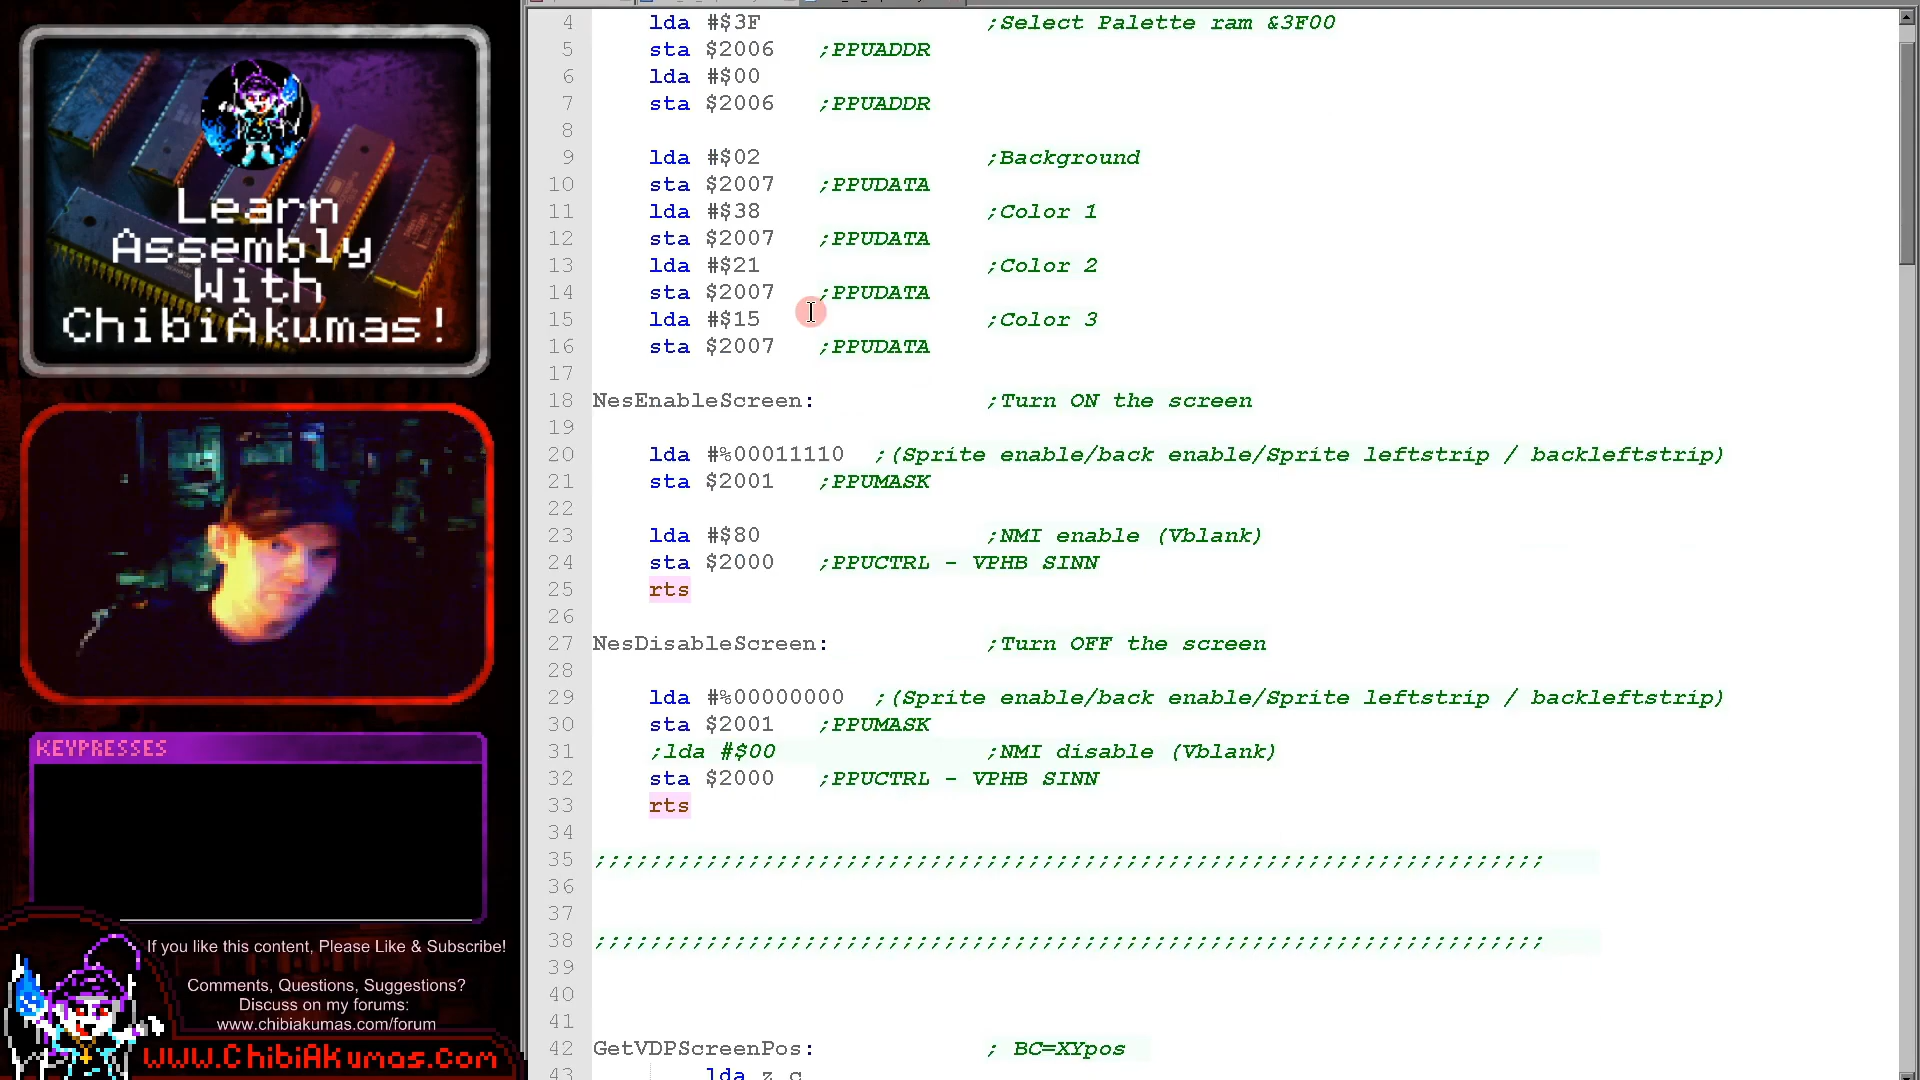 Learn
Assembly
With
ChibiAkumas!
KEYPRESSES
If you like this content, Please Like & Subscribe!
Comments, Questions, Suggestions?
Discuss on my forums:
www.chibiakumas.com/forum
www.ChibiAkumas.com
4 lda #$3F ;Select Palette ram &3F00
5 sta $2006 ;PPUADDR
6 lda #$00
7 sta $2006 ;PPUADDR
8
9 lda #$02 ;Background
10 sta $2007 ;PPUDATA
11 lda #$38 ;Color 1
12 sta $2007 ;PPUDATA
13 lda #$21 ;Color 2
14 sta $2007 ;PPUDATA
15 lda #$15 ;Color 3
16 sta $2007 ;PPUDATA
17
18 NesEnableScreen: ;Turn ON the screen
19
20 lda #%00011110 ;(Sprite enable/back enable/Sprite leftstrip / backleftstrip)
21 sta $2001 ;PPUMASK
22
23 lda #$80 ;NMI enable (Vblank)
24 sta $2000 ;PPUCTRL - VPHB SINN
25 rts
26
27 NesDisableScreen: ;Turn OFF the screen
28
29 lda #%00000000 ;(Sprite enable/back enable/Sprite leftstrip / backleftstrip)
30 sta $2001 ;PPUMASK
31 ;lda #$00 ;NMI disable (Vblank)
32 sta $2000 ;PPUCTRL - VPHB SINN
33 rts
34
35 ;;;;;;;;;;;;;;;;;;;;;;;;;;;;;;;;;;;;;;;;;;;;;;;;;;;;;;;;;;;;;;;;;;;;
36
37
38 ;;;;;;;;;;;;;;;;;;;;;;;;;;;;;;;;;;;;;;;;;;;;;;;;;;;;;;;;;;;;;;;;;;;;
39
40
41
42 GetVDPScreenPos: ; BC=XYpos
43 lda z_c